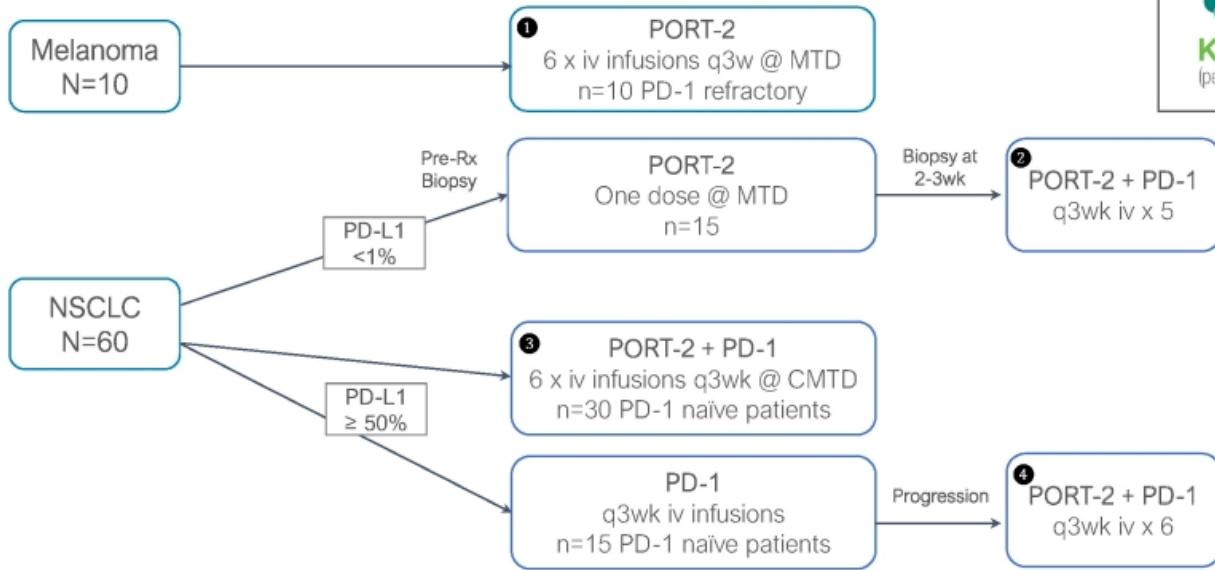 Melanoma
N=10
❶
PORT-2
6 x iv infusions q3w @ MTD
n=10 PD-1 refractory
Pre-Rx
Biopsy
PORT-2
One dose @ MTD
n=15
Biopsy at
2-3wk
❷
PORT-2 + PD-1
q3wk iv x 5
PD-L1
<1%
NSCLC
N=60
❸
PORT-2 + PD-1
6 x iv infusions q3wk @ CMTD
n=30 PD-1 naïve patients
PD-L1
≥ 50%
PD-1
q3wk iv infusions
n=15 PD-1 naïve patients
Progression
❹
PORT-2 + PD-1
q3wk iv x 6